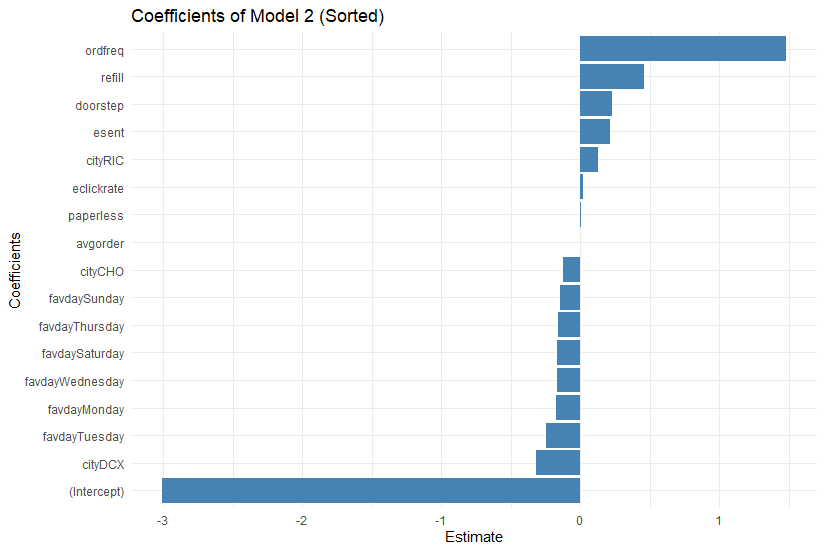 Coefficients of Model 2 (Sorted)
Coefficients
ordfreq
refill
doorstep
esent
cityRIC
eclickrate
paperless
avgorder
cityCHO
favdaySunday
favdayThursday
favdaySaturday
favdayWednesday
favdayMonday
favdayTuesday
cityDCX
(Intercept)
-3 -2 -1 0 1
Estimate